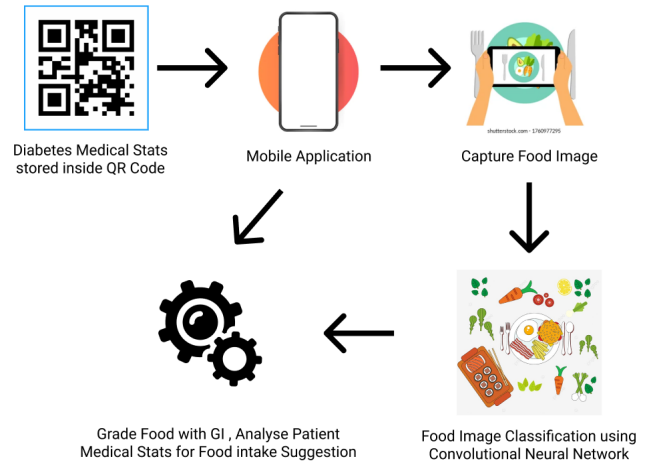 Diabetes Medical Stats
stored inside QR Code
Mobile Application
shutterstock.com · 1760977295
Capture Food Image
Grade Food with GI , Analyse Patient
Medical Stats for Food intake Suggestion
Food Image Classification using
Convolutional Neural Network